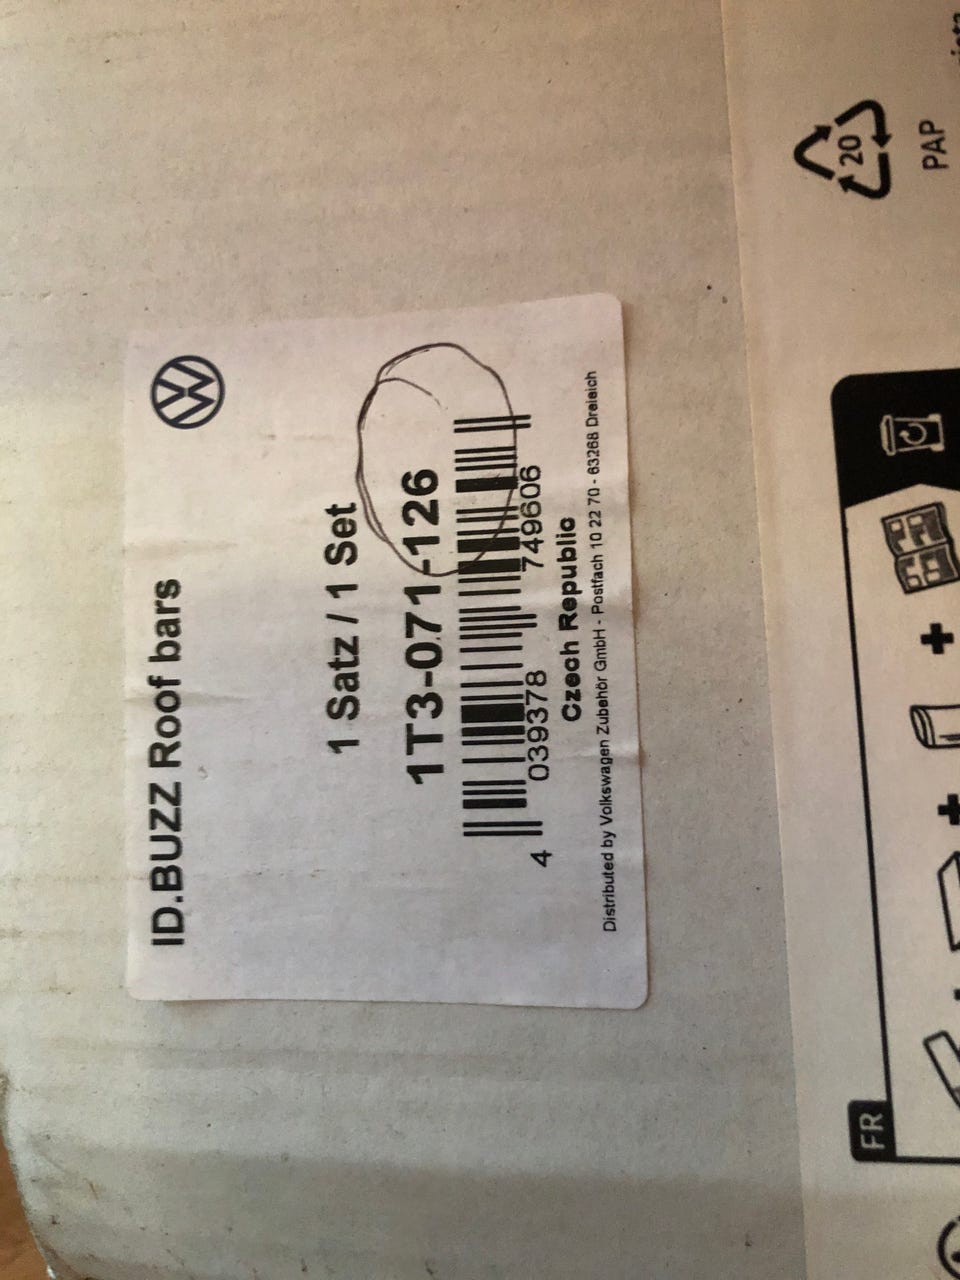 ID.BUZZ Roof bars
1 Satz / 1 Set
1T3-071-126
4 039378 749606
Czech Republic
Distributed by Volkswagen Zubehör GmbH - Postfach 10 22 70 - 63268 Dreieich
20
PAP
FR